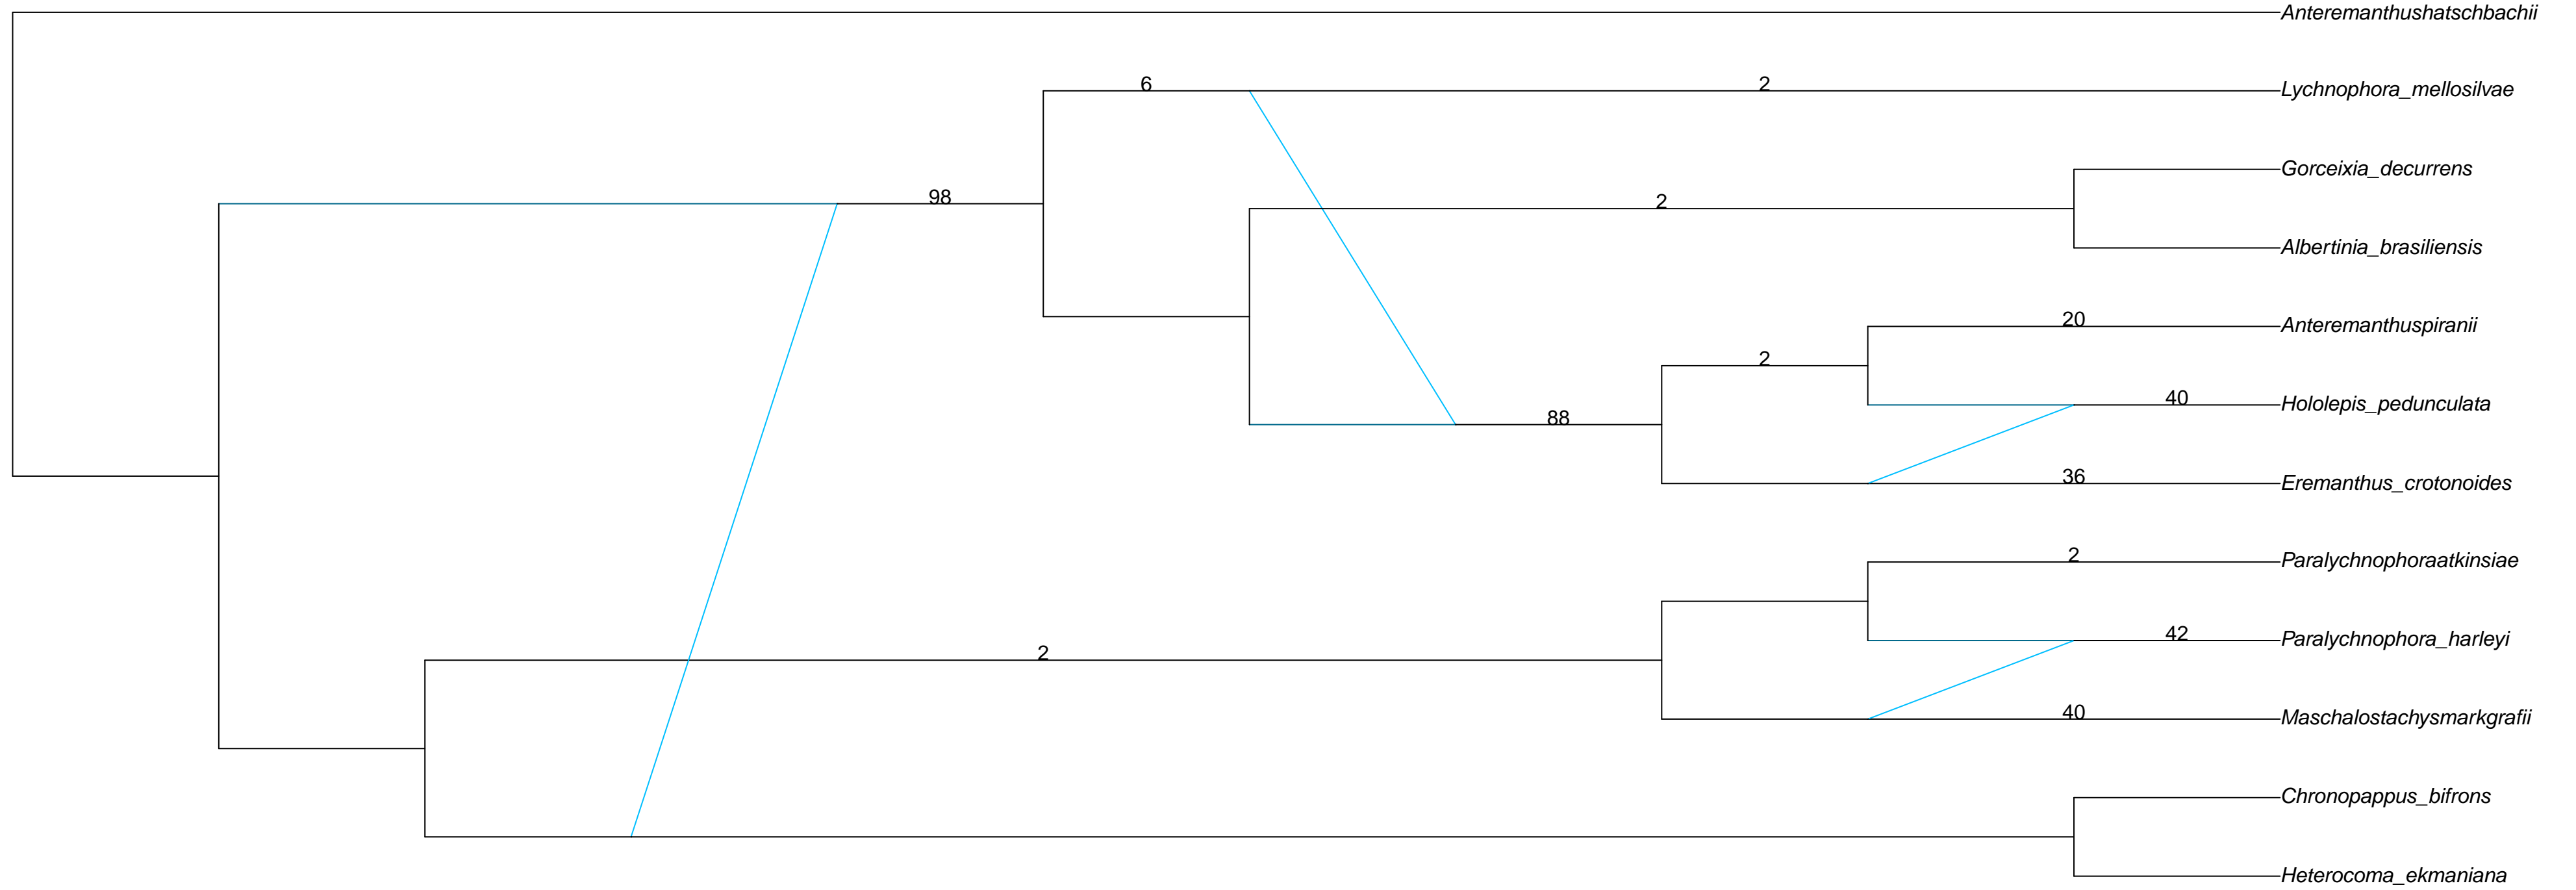 Anteremanthushatschbachii
6
2
Lychnophora_mellosilvae
Gorceixia_decurrens
98
2
Albertinia_brasiliensis
20
Anteremanthuspiranii
2
40
Hololepis_pedunculata
88
36
Eremanthus_crotonoides
2
Paralychnophoraatkinsiae
42
Paralychnophora_harleyi
2
40
Maschalostachysmarkgrafii
Chronopappus_bifrons
Heterocoma_ekmaniana